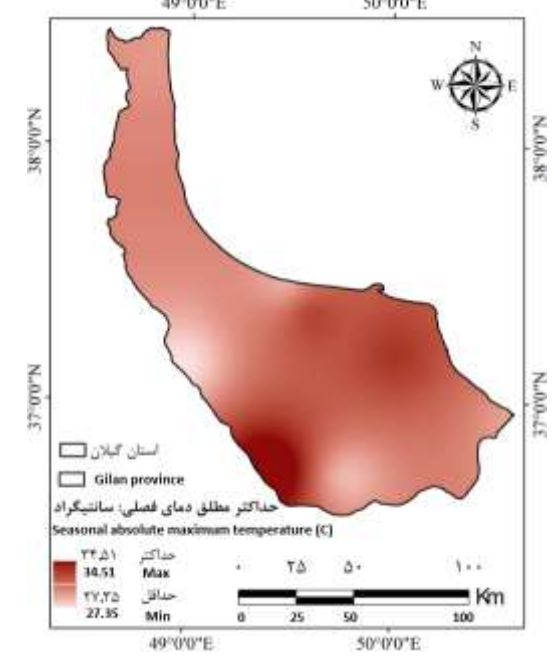 49°0'0"E 50°0'0"E
N
W E
S
38°0'0"N 38°0'0"N
37°0'0"N 37°0'0"N
استان گیلان
Gilan province
حداکثر مطلق دمای فصلی: سانتیگراد
Seasonal absolute maximum temperature (C)
۳۴,۵۱ حداکثر
34.51 Max
۲۷,۳۵ حداقل
27.35 Min
۰ ۲۵ ۵۰ ۱۰۰
Km
0 25 50 100
49°0'0"E 50°0'0"E